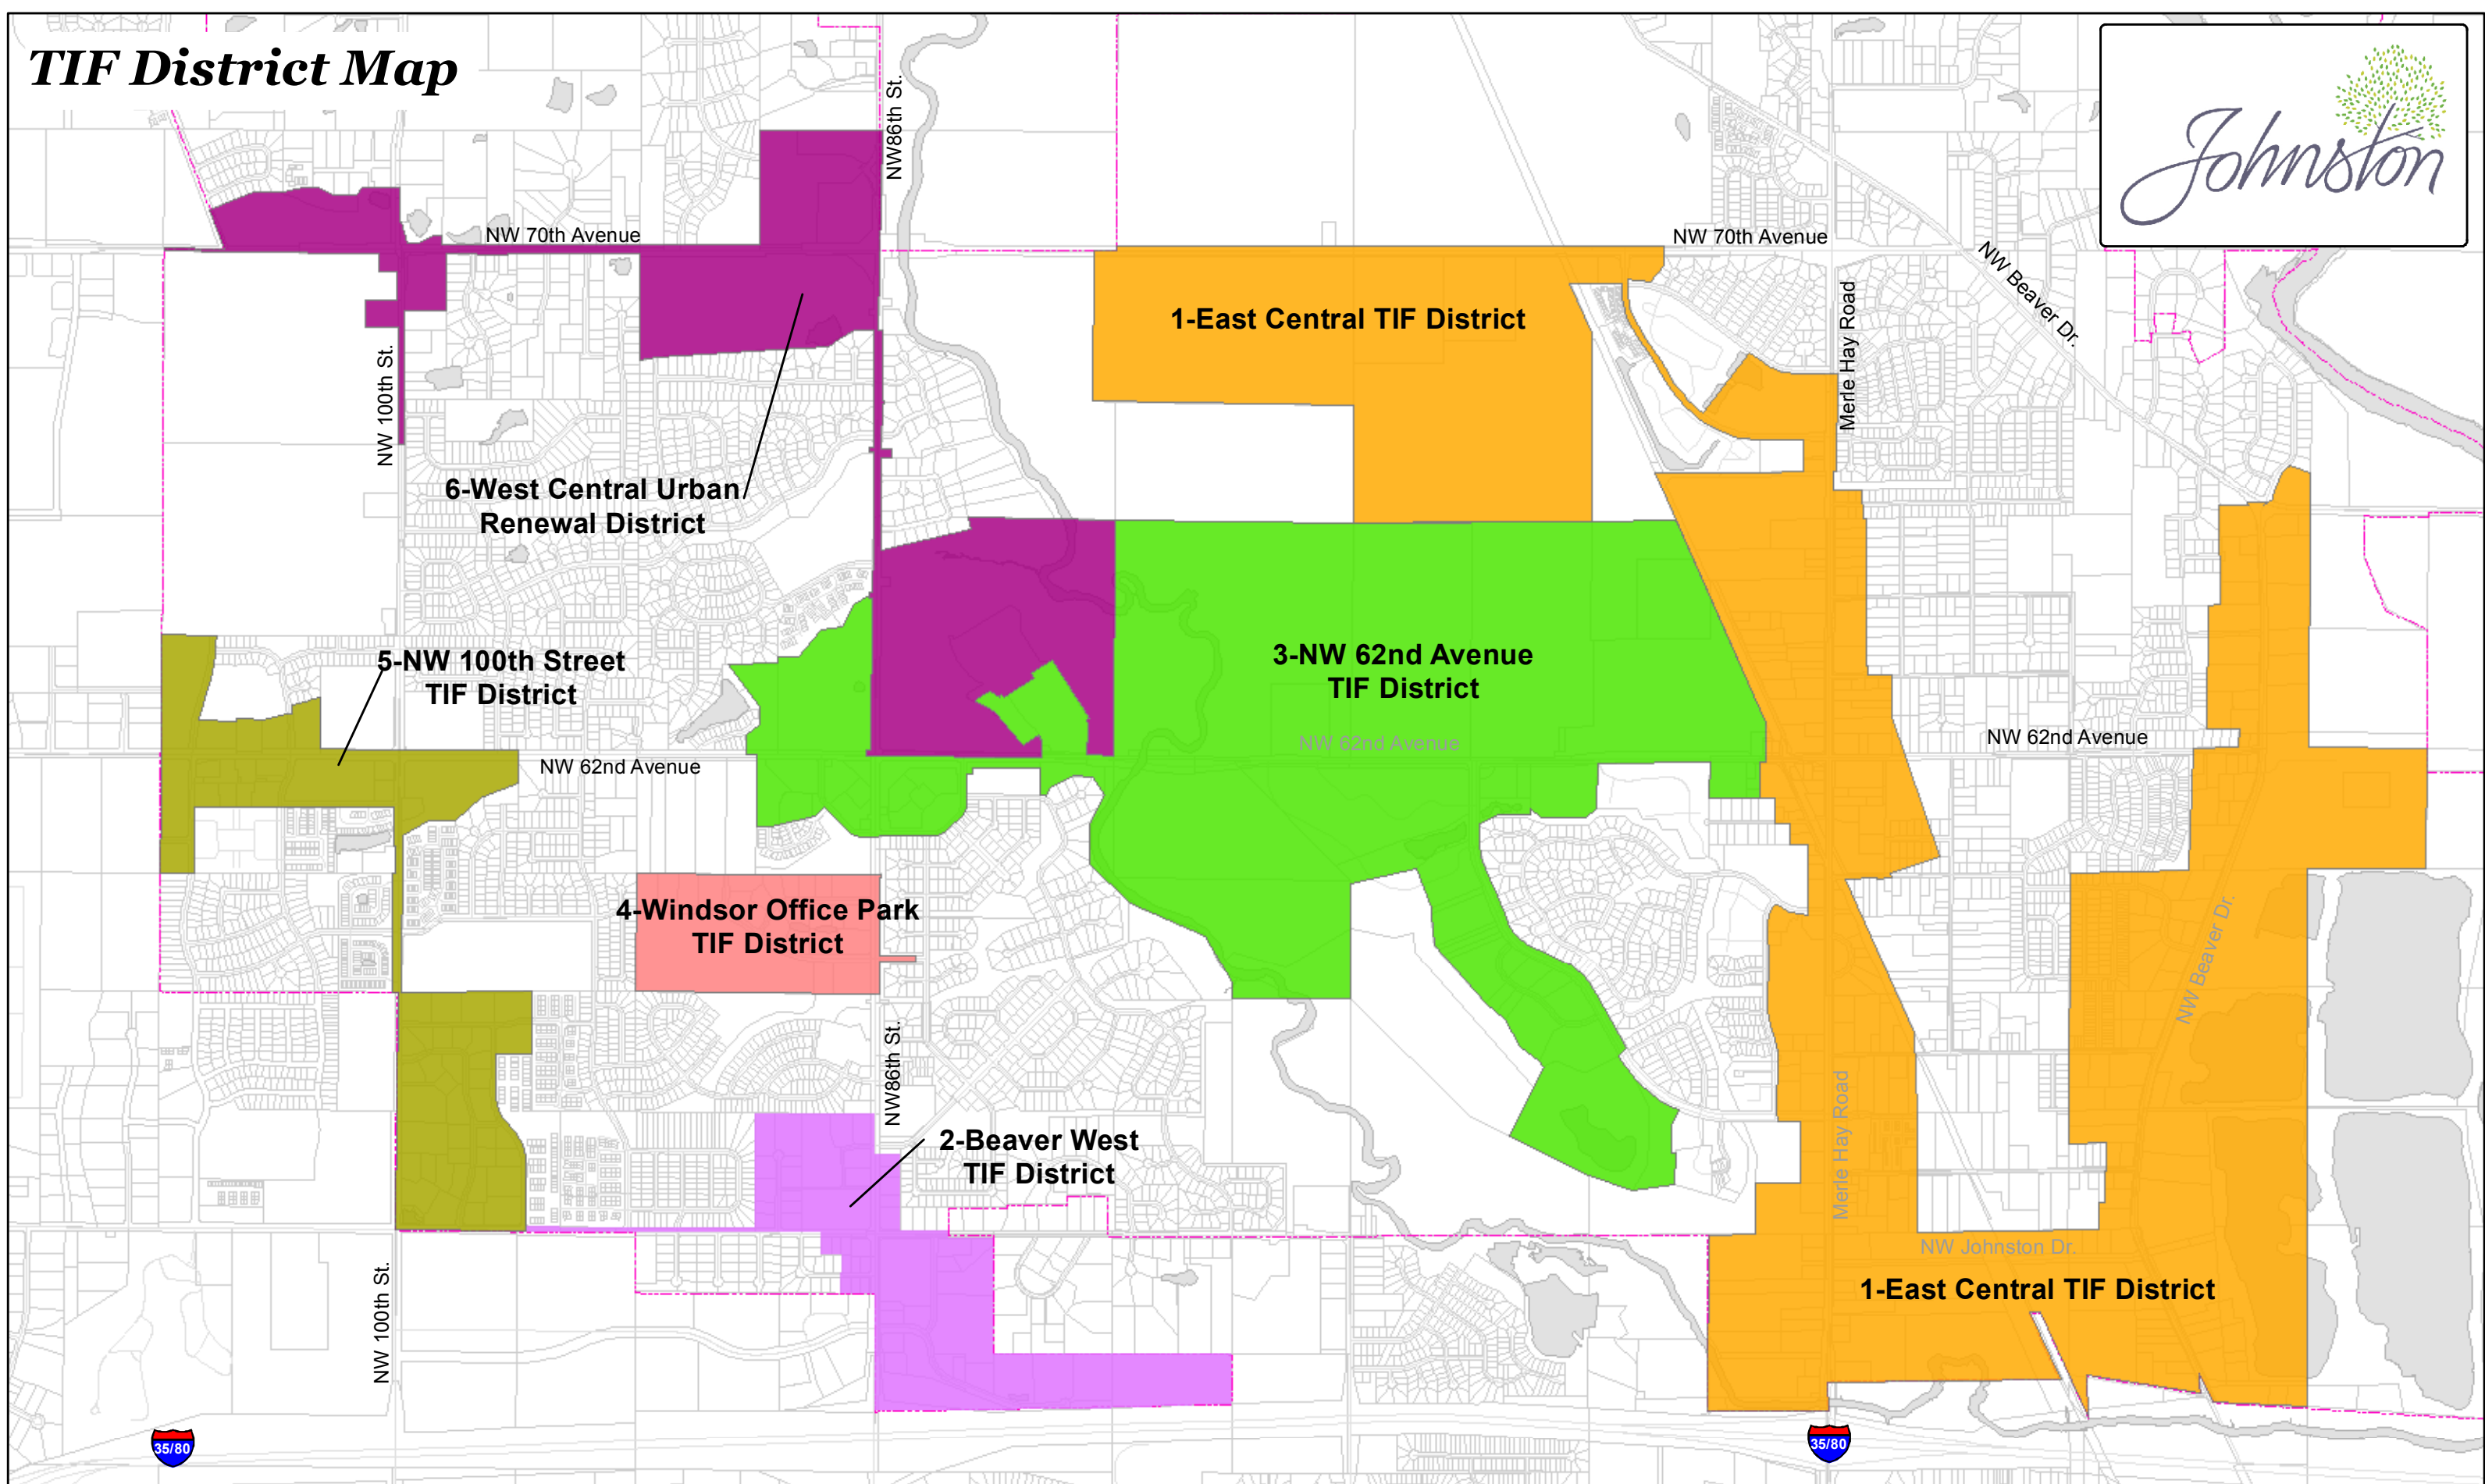 TIF District Map
Johnston
NW86th St.
NW 70th Avenue
NW 70th Avenue
NW Beaver Dr.
1-East Central TIF District
Merle Hay Road
NW 100th St.
6-West Central Urban
Renewal District
5-NW 100th Street
TIF District
3-NW 62nd Avenue
TIF District
NW 62nd Avenue
NW 62nd Avenue
NW 62nd Avenue
4-Windsor Office Park
TIF District
NW Beaver Dr.
NW86th St.
2-Beaver West
TIF District
Merle Hay Road
NW Johnston Dr.
1-East Central TIF District
NW 100th St.
35/80
35/80